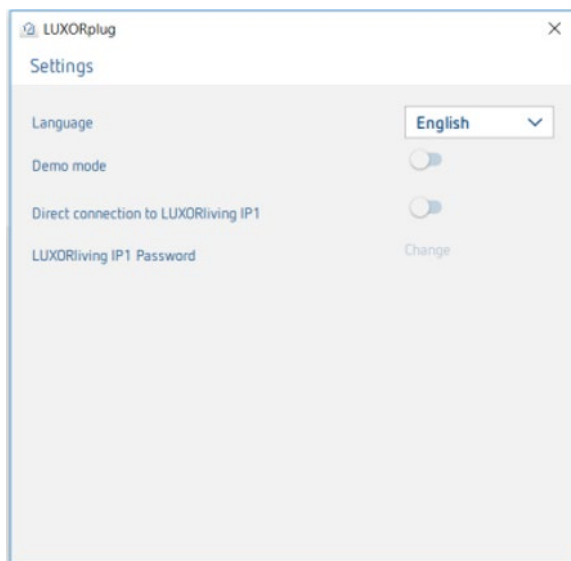 LUXORplug
Settings
Language
English
Demo mode
Direct connection to LUXORliving IP1
LUXORliving IP1 Password
Change